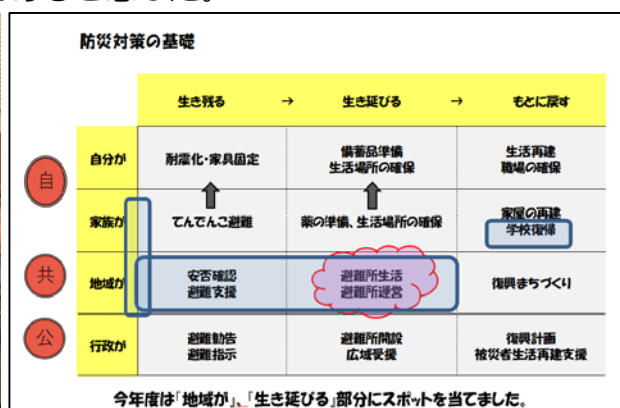 防災対策の基礎
生き残る → 生き延びる → もとに戻す
自
自分が
耐震化・家具固定
備蓄品準備
生活場所の確保
生活再建
職場の確保
家族が
てんでんこ避難
薬の準備、生活場所の確保
家屋の再建
学校復帰
共
地域が
安否確認
避難支援
避難所生活
避難所運営
復興まちづくり
公
行政が
避難勧告
避難指示
避難所開設
広域受援
復興計画
被災者生活再建支援
今年度は「地域が」、「生き延びる」部分にスポットを当てました。